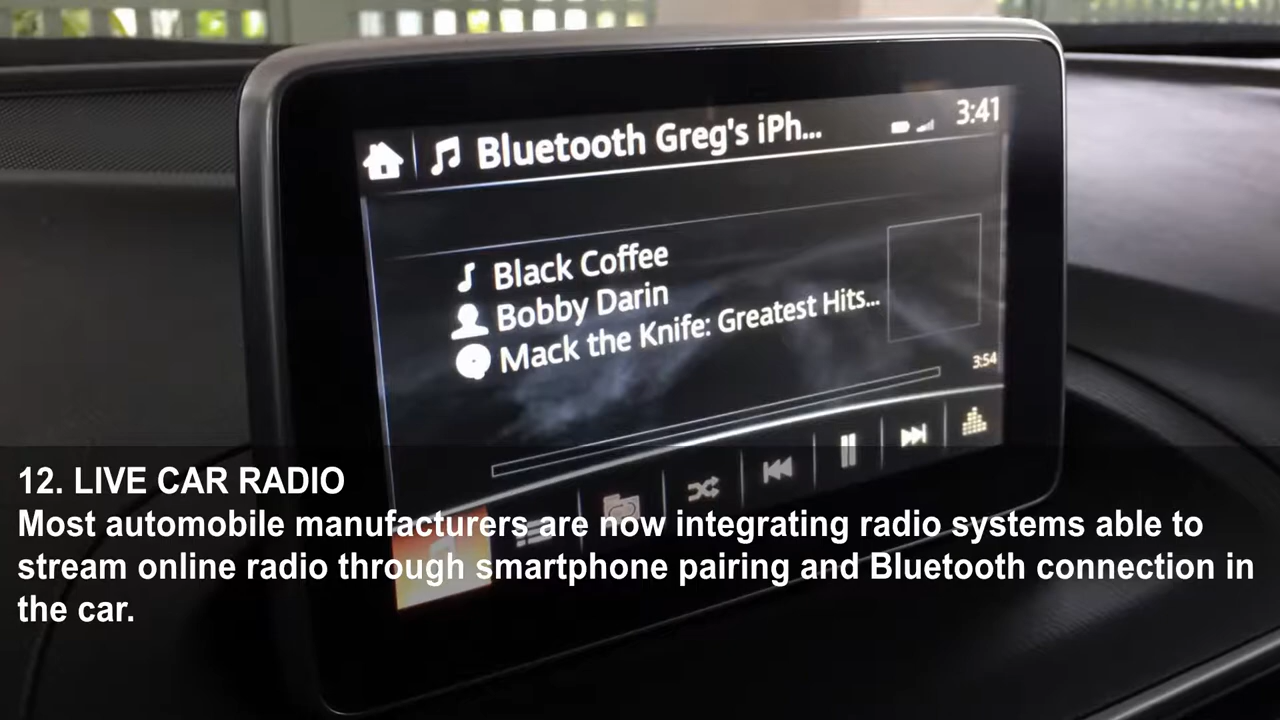 Bluetooth Greg's iPh...
3:41
Black Coffee
Bobby Darin
Mack the Knife: Greatest Hits...
3:54
12. LIVE CAR RADIO
Most automobile manufacturers are now integrating radio systems able to
stream online radio through smartphone pairing and Bluetooth connection in
the car.